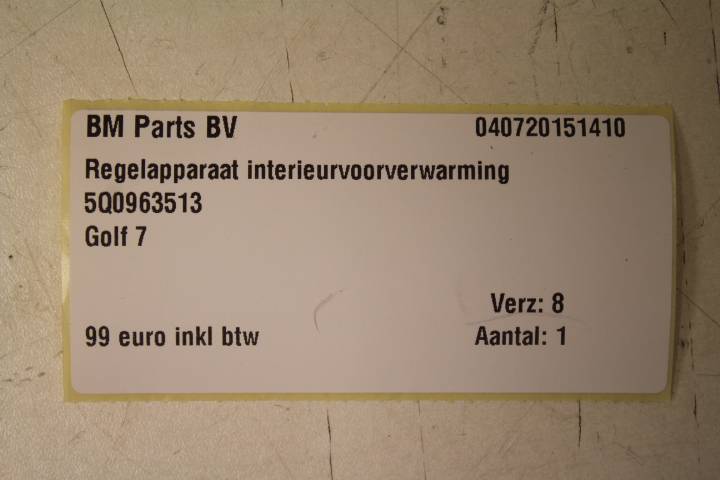 BM Parts BV 040720151410
Regelapparaat interieurvoorverwarming
5Q0963513
Golf 7
Verz: 8
99 euro inkl btw Aantal: 1